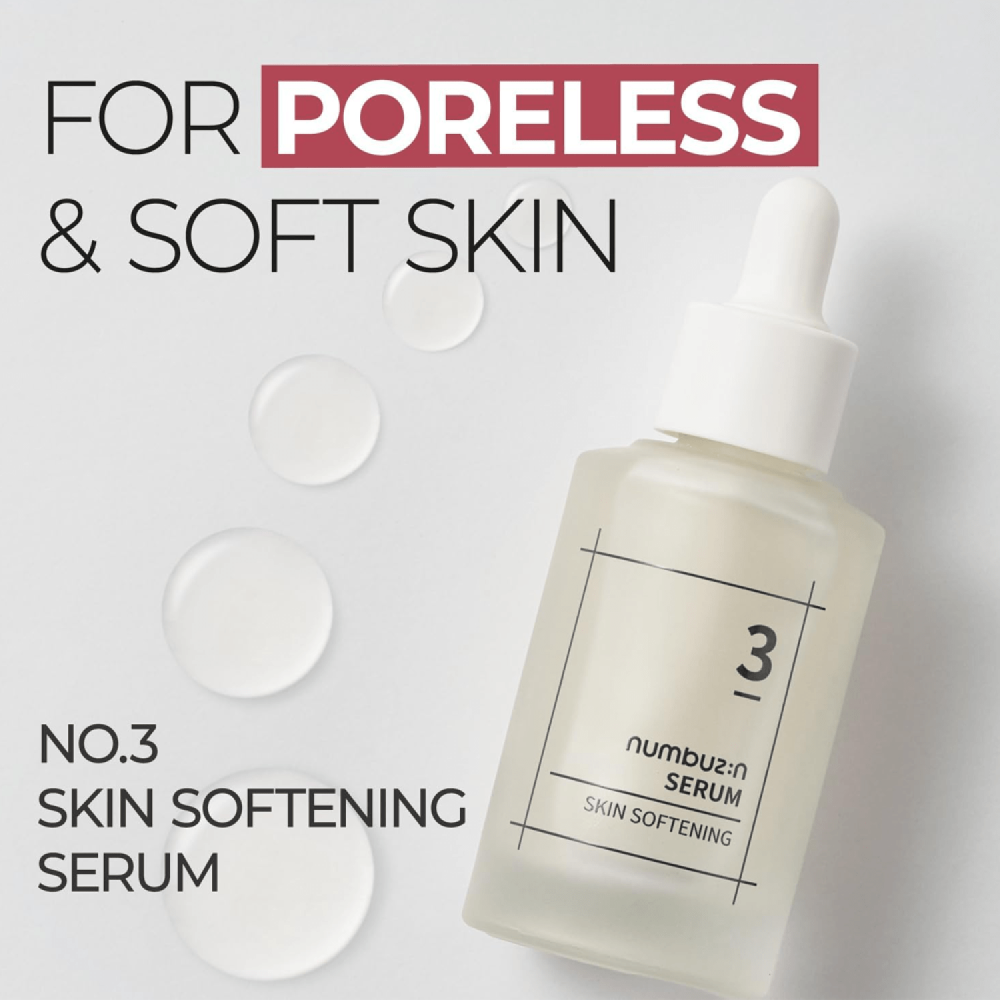 FOR PORELESS
& SOFT SKIN
3
numbuz:n
SERUM
SKIN SOFTENING
NO.3
SKIN SOFTENING
SERUM